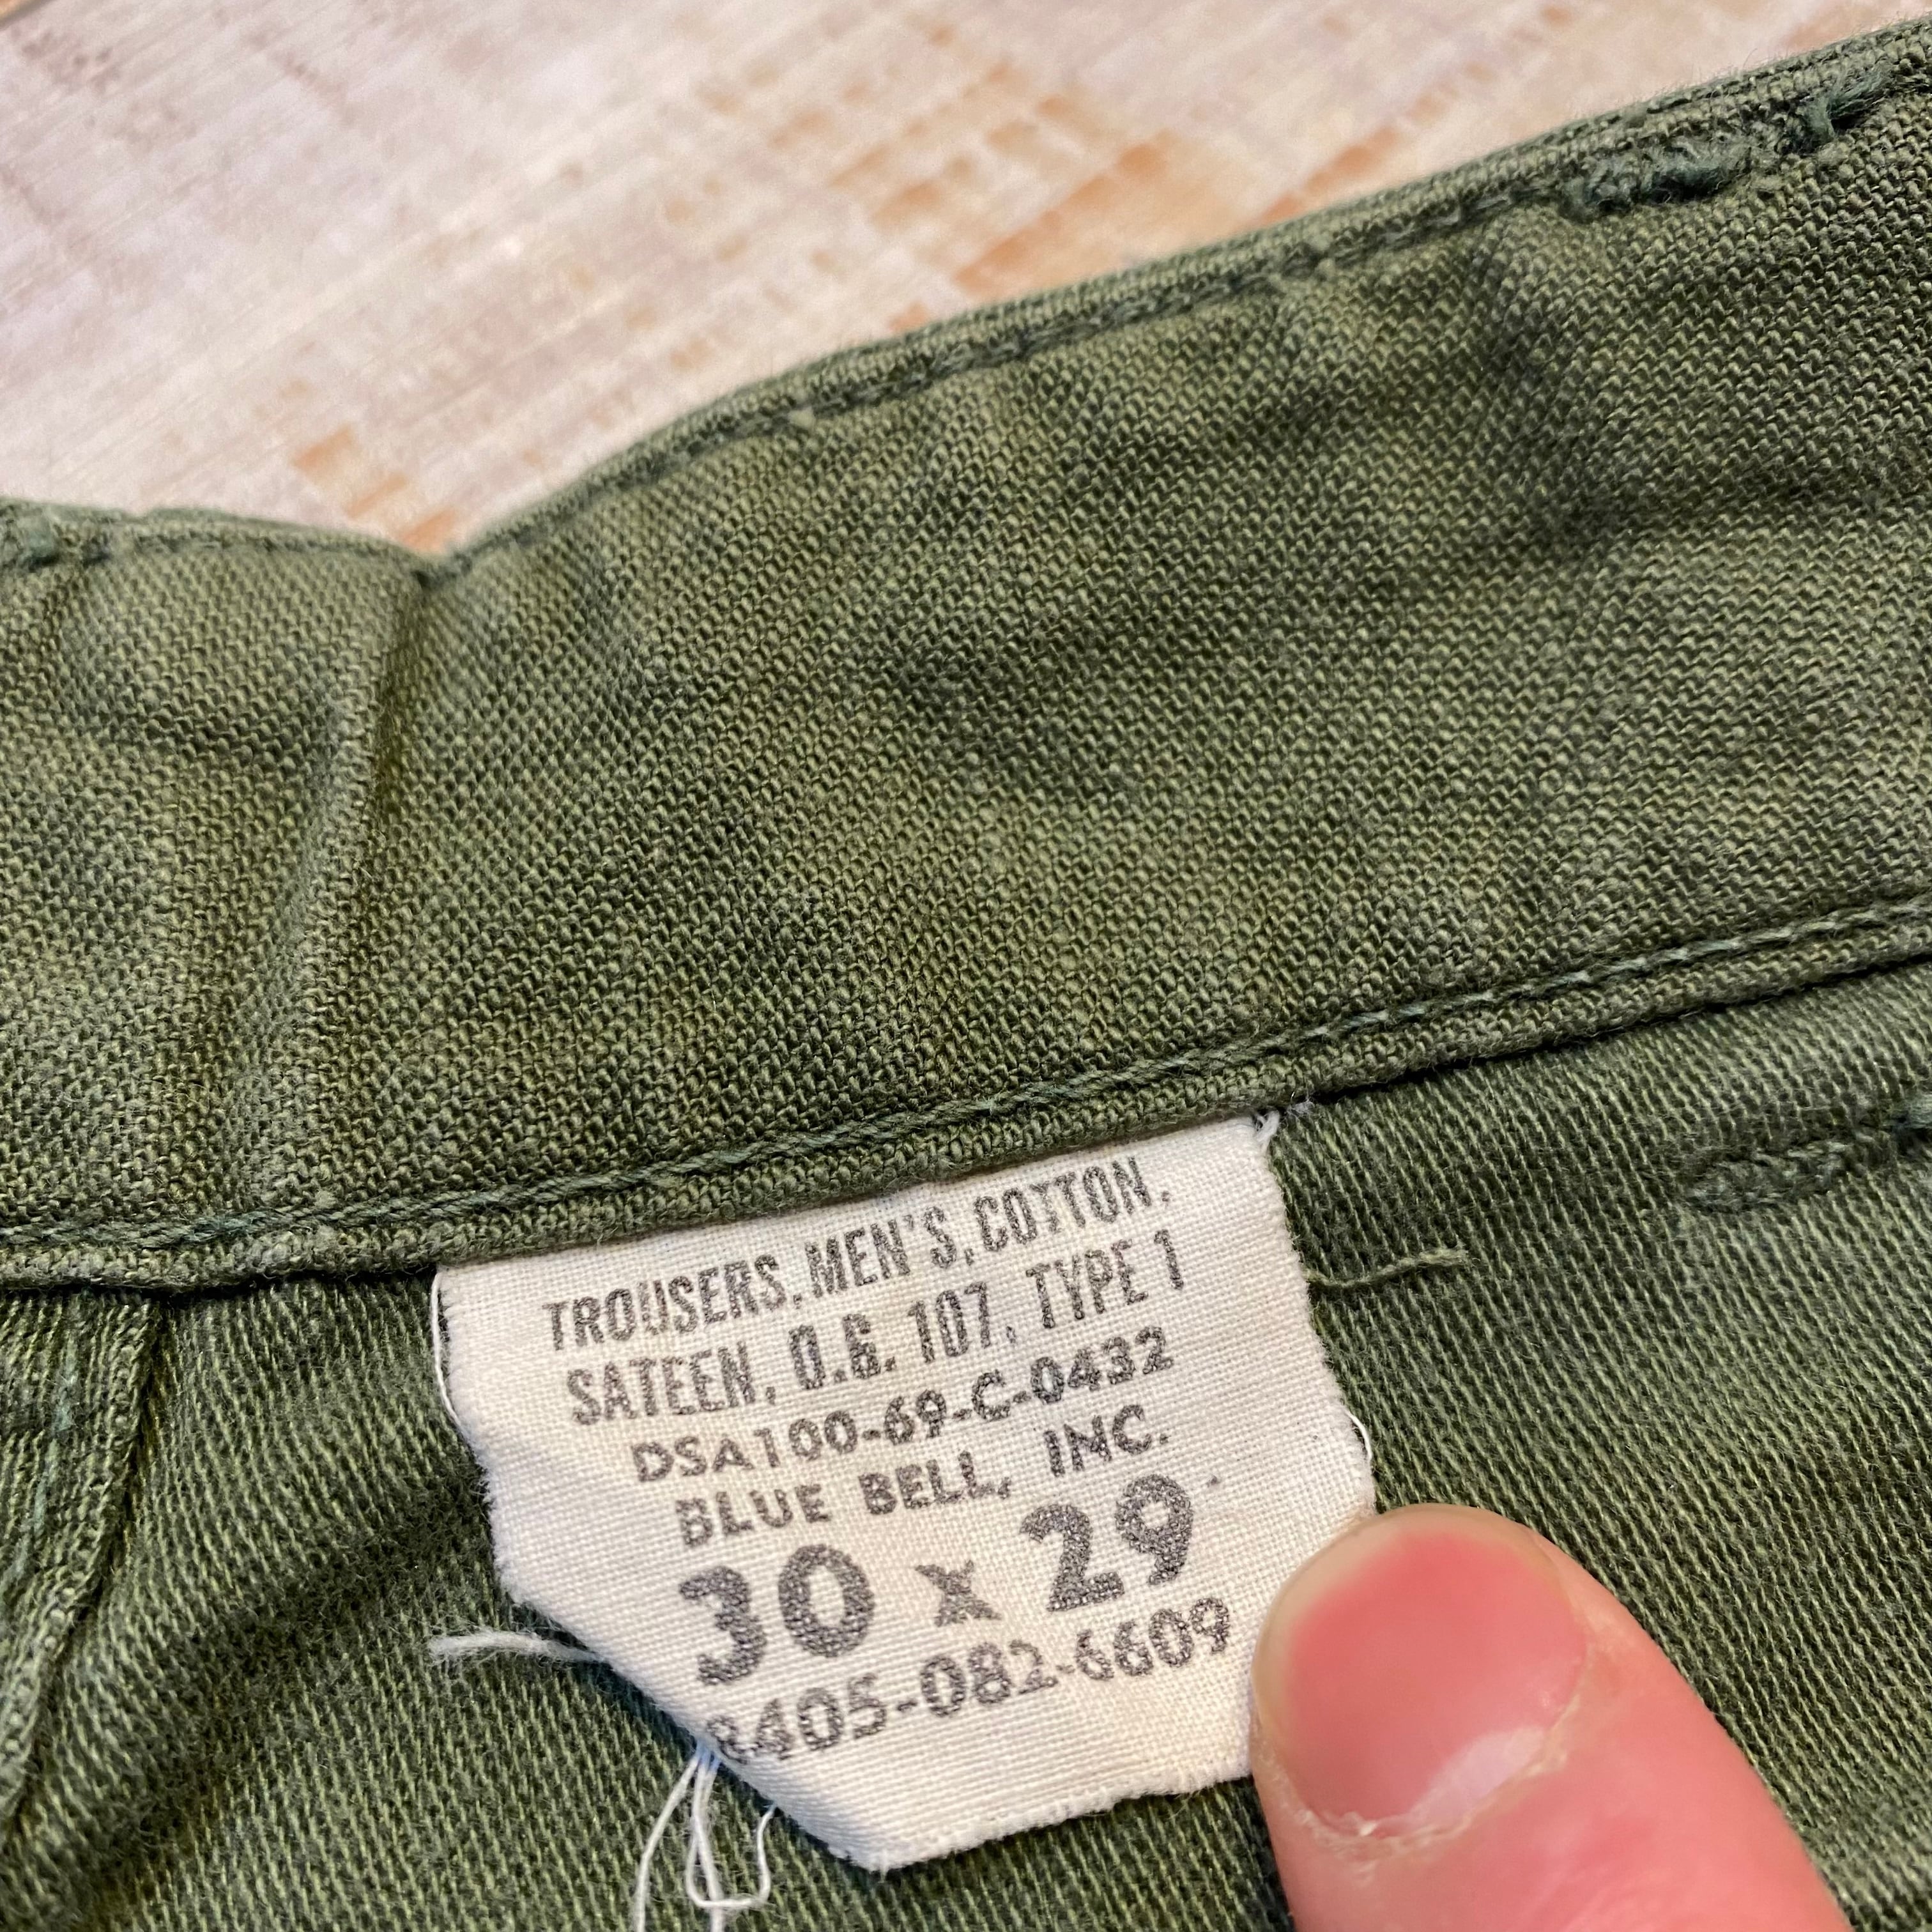 TROUSERS, MEN'S, COTTON,
SATEEN, O.G. 107, TYPE 1
DSA100-69-C-0432
BLUE BELL, INC.
30 x 29
8405-082-6609